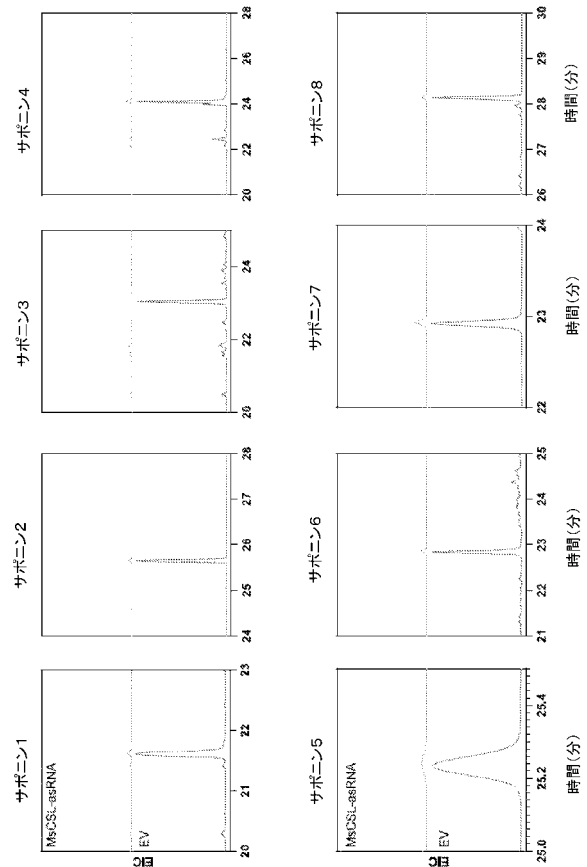 サポニン1
サポニン2
サポニン3
サポニン4
MsCSL-asRNA
EV
20 21 22 23
24 25 26 27 28
20 22 24
20 22 24 26 28
サポニン5
サポニン6
サポニン7
サポニン8
MsCSL-asRNA
EV
25.0 25.2 25.4
21 22 23 24 25
22 23 24
26 27 28 29 30
時間(分)
時間(分)
時間(分)
時間(分)